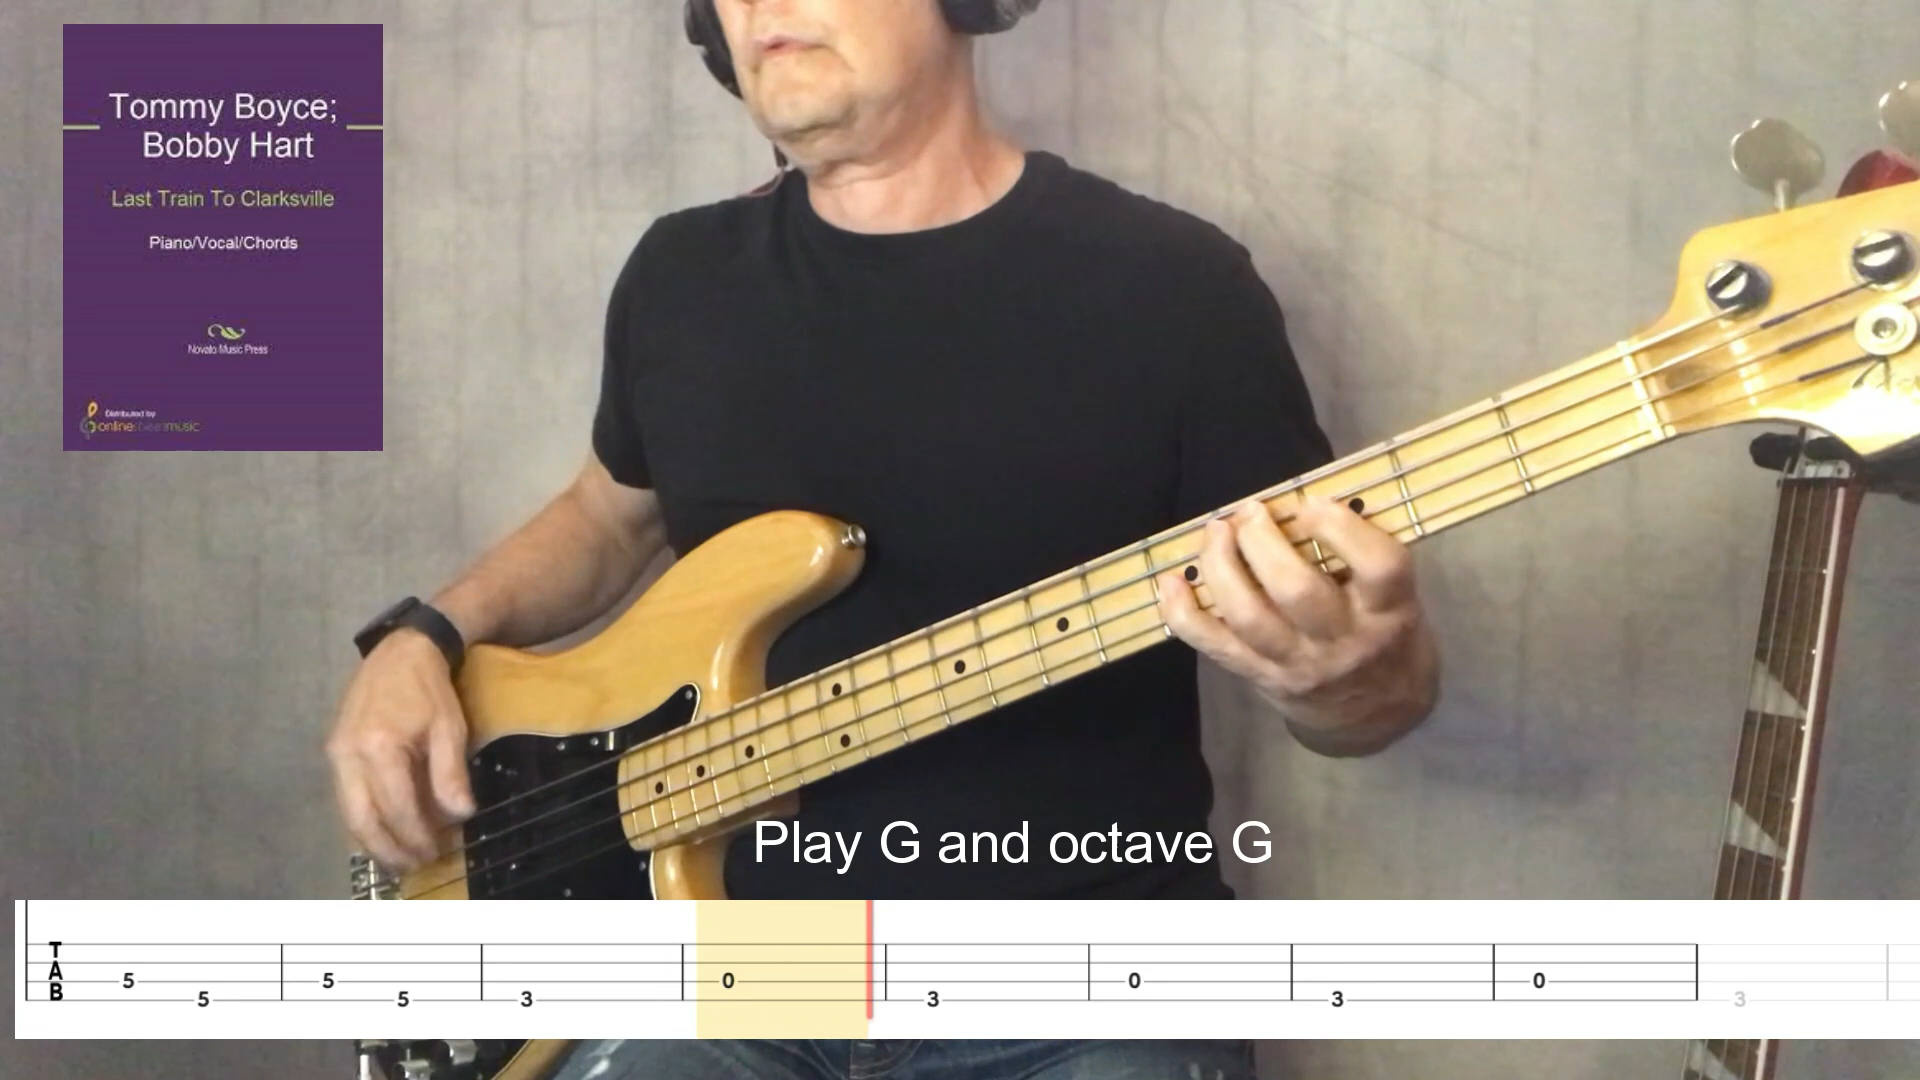 Tommy Boyce;
Bobby Hart
Last Train To Clarksville
Piano/Vocal/Chords
Novato Music Press
Distributed by
onlinesheetmusic
Play G and octave G
T
A
B
5 5 5 5 3 0 3 0 3 0 3